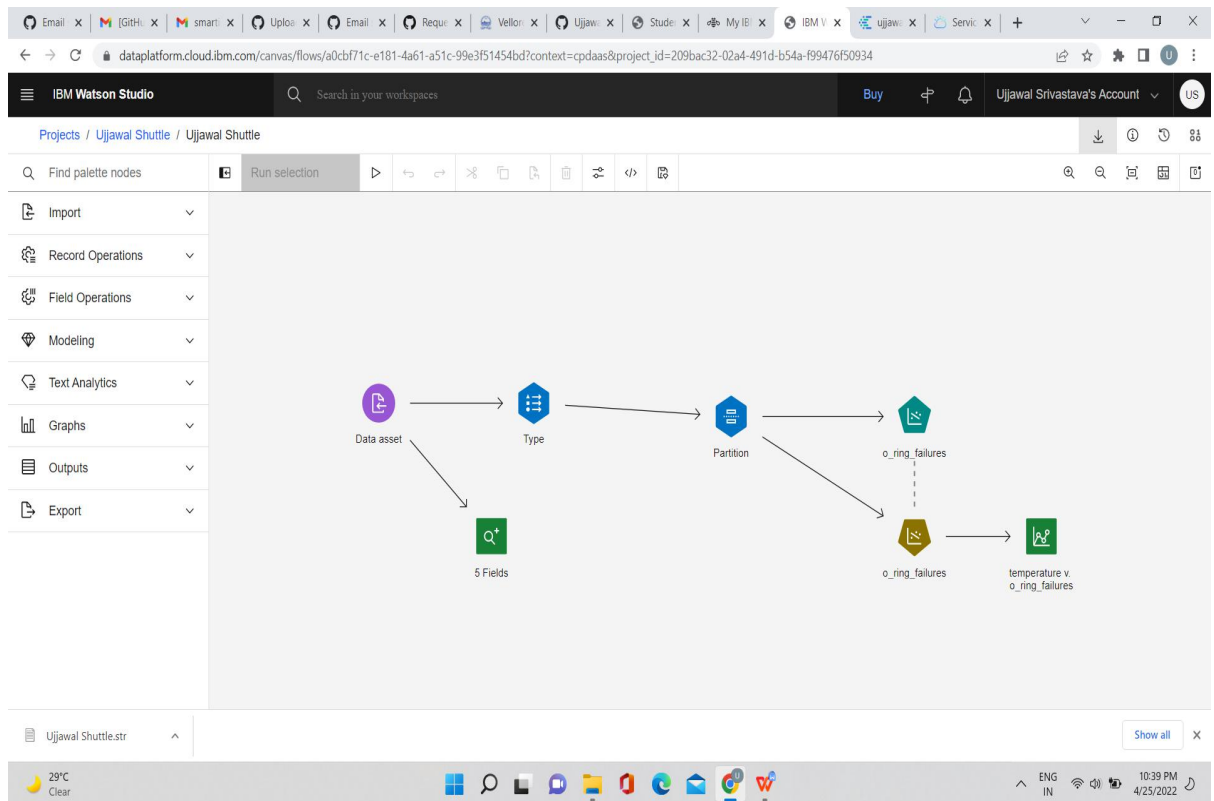 Email
[GitHu
smart
Uploa
Email
Reque
Vellor
Ujjawa
Studen
My IB
IBM V
ujjawa
Servic
dataplatform.cloud.ibm.com/canvas/flows/a0cbf71c-e181-4a61-a51c-99e3f51454bd?context=cpdaas&project_id=209bac32-02a4-491d-b54a-f99476f50934
U
IBM Watson Studio
Search in your workspaces
Buy
Ujjawal Srivastava's Account
US
Projects / Ujjawal Shuttle / Ujjawal Shuttle
Find palette nodes
Run selection
Import
Record Operations
Field Operations
Modeling
Text Analytics
Graphs
Outputs
Export
Data asset
Type
Partition
o_ring_failures
5 Fields
o_ring_failures
temperature v.
o_ring_failures
Ujjawal Shuttle.str
Show all
29°C
Clear
ENG
IN
10:39 PM
4/25/2022